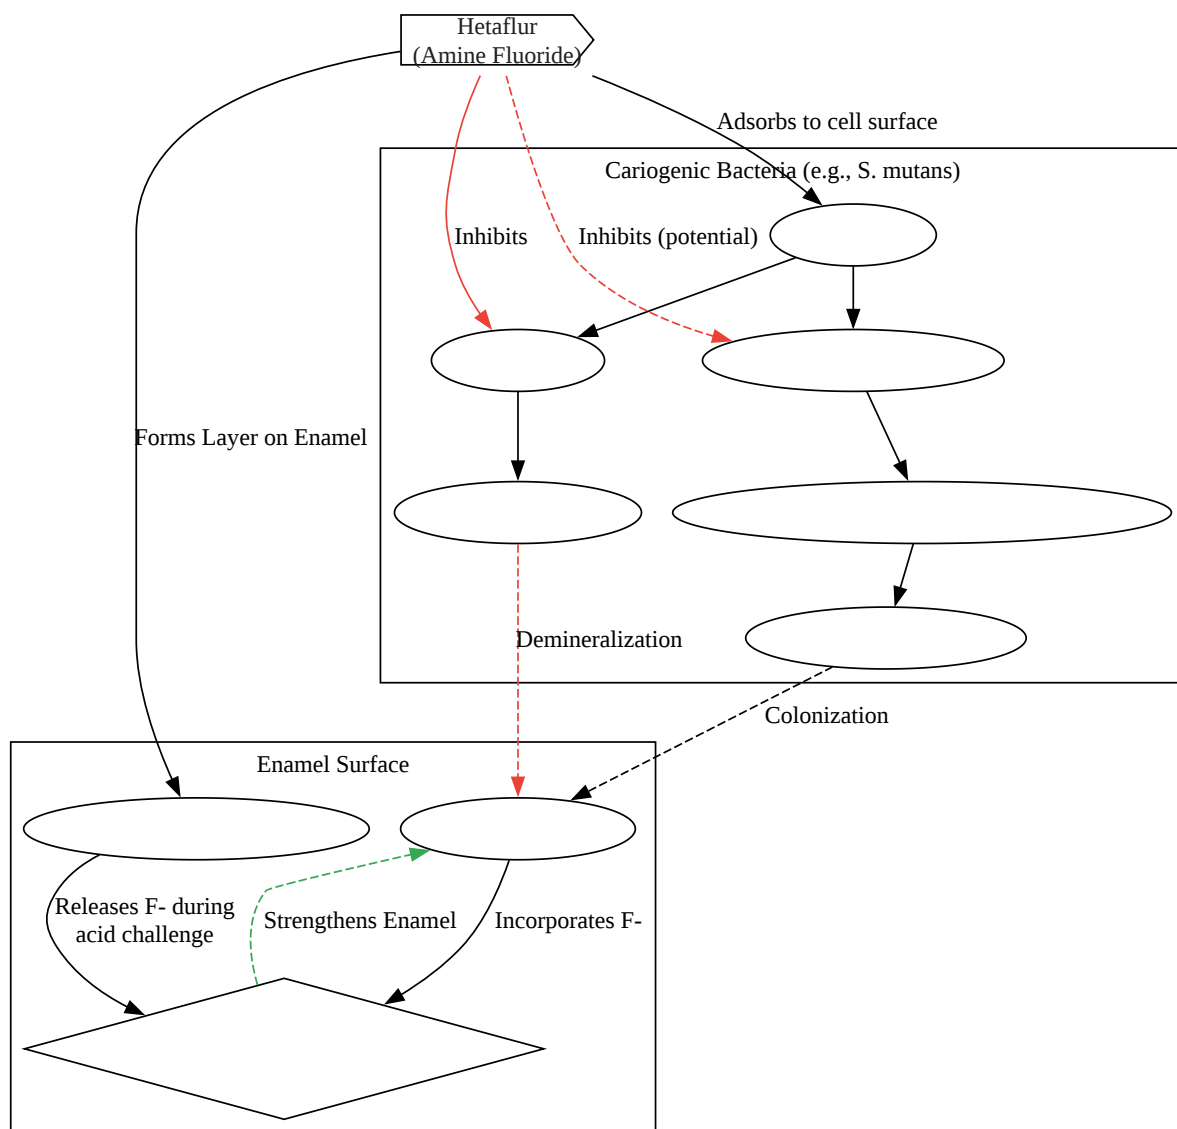 Hetaflur
(Amine Fluoride)
Adsorbs to cell surface
Cariogenic Bacteria (e.g., S. mutans)
Inhibits
Inhibits (potential)
Forms Layer on Enamel
Demineralization
Colonization
Enamel Surface
Releases F- during
acid challenge
Strengthens Enamel
Incorporates F-